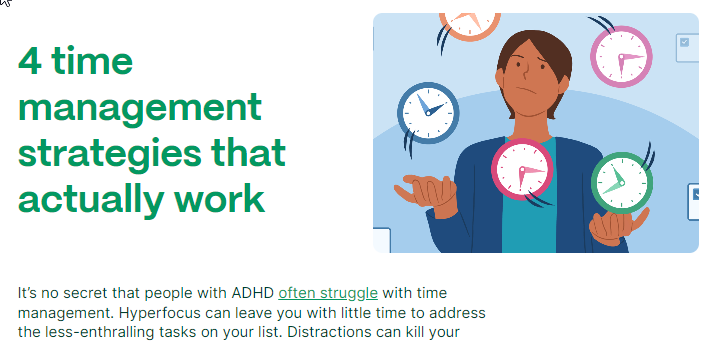 4 time
management
strategies that
actually work
It’s no secret that people with ADHD often struggle with time
management. Hyperfocus can leave you with little time to address
the less-enthralling tasks on your list. Distractions can kill your